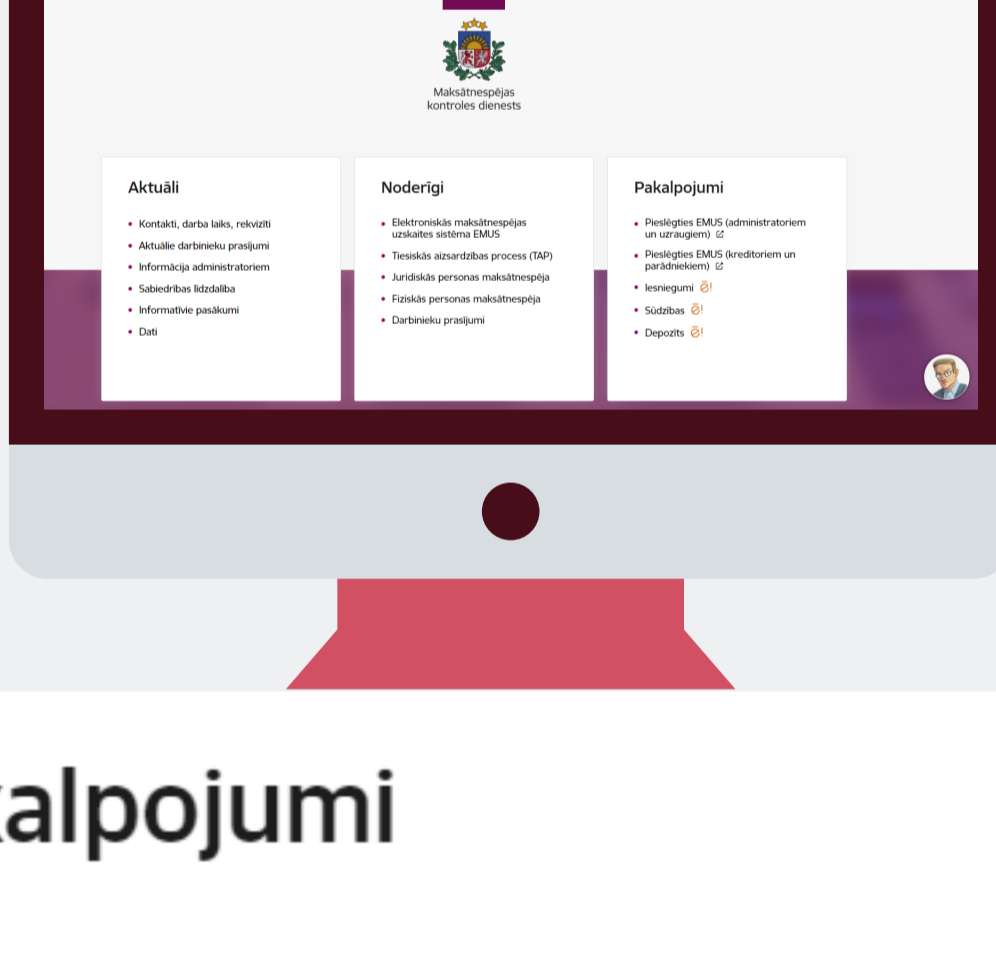 Maksātnespējas
kontroles dienests
Aktuāli
Kontakti, darba laiks, rekvizīti
Aktuālie darbinieku prasījumi
Informācija administratoriem
Sabiedrības līdzdalība
Informatīvie pasākumi
Dati
Noderīgi
Elektroniskās maksātnespējas
uzskaites sistēma EMUS
Tiesiskās aizsardzības process (TAP)
Juridiskās personas maksātnespēja
Fiziskās personas maksātnespēja
Darbinieku prasījumi
Pakalpojumi
Pieslēgties EMUS (administratoriem
un uzraugiem)
Pieslēgties EMUS (kreditoriem un
parādniekiem)
Iesniegumi ē!
Sūdzības ē!
Depozīts ē!
kalpojumi